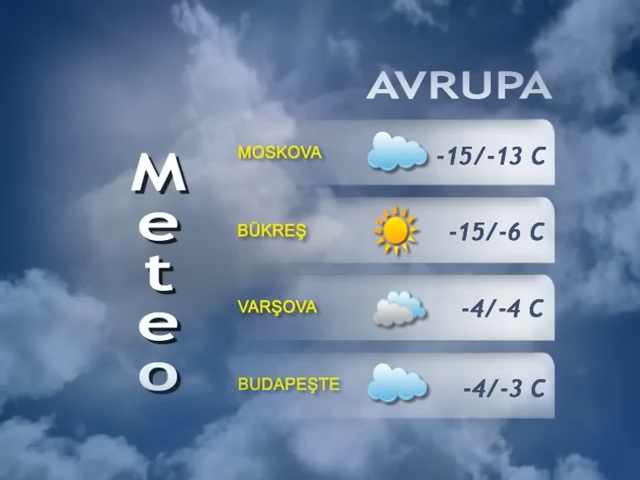 AVRUPA
Meteo
MOSKOVA -15/-13 C
BÜKREŞ -15/-6 C
VARŞOVA -4/-4 C
BUDAPEŞTE -4/-3 C